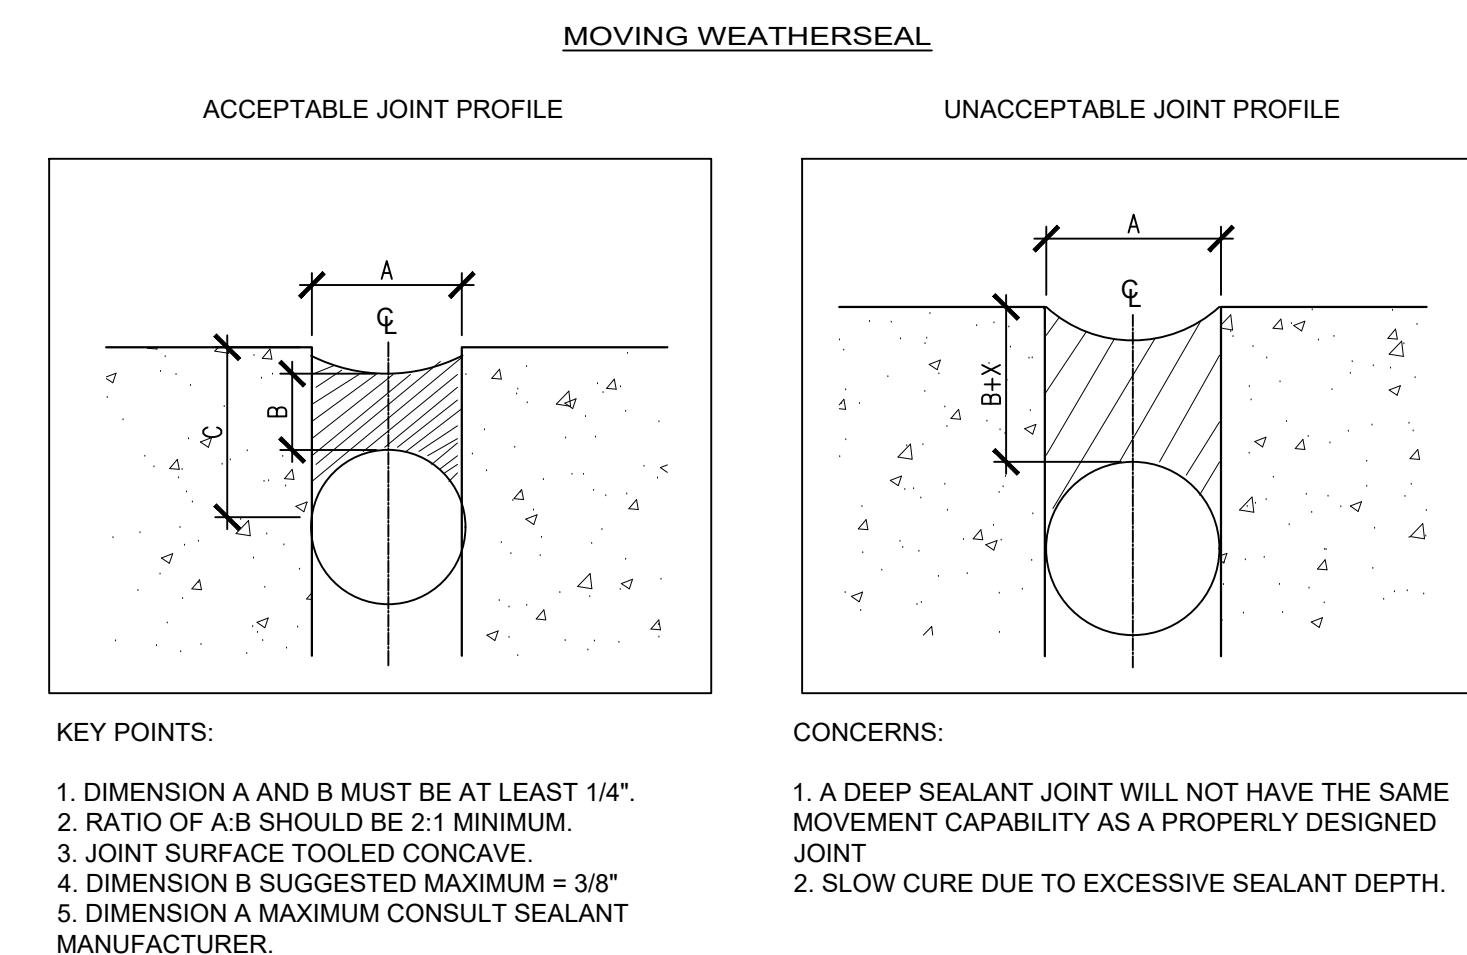 MOVING WEATHERSEAL
ACCEPTABLE JOINT PROFILE
A
℄
B
C
KEY POINTS:
1. DIMENSION A AND B MUST BE AT LEAST 1/4".
2. RATIO OF A:B SHOULD BE 2:1 MINIMUM.
3. JOINT SURFACE TOOLED CONCAVE.
4. DIMENSION B SUGGESTED MAXIMUM = 3/8"
5. DIMENSION A MAXIMUM CONSULT SEALANT
MANUFACTURER.
UNACCEPTABLE JOINT PROFILE
A
℄
B+X
CONCERNS:
1. A DEEP SEALANT JOINT WILL NOT HAVE THE SAME
MOVEMENT CAPABILITY AS A PROPERLY DESIGNED
JOINT
2. SLOW CURE DUE TO EXCESSIVE SEALANT DEPTH.